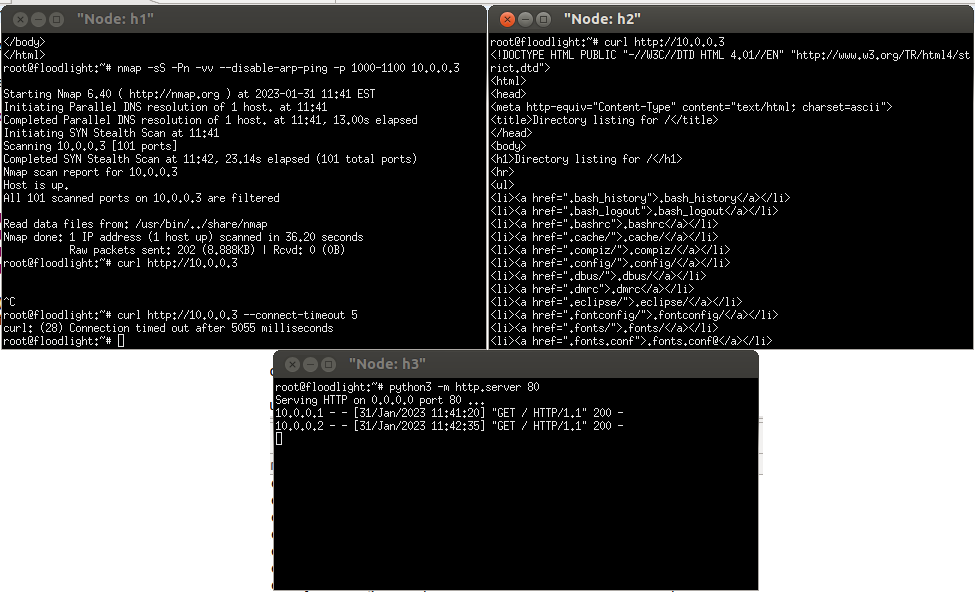 "Node: h1"
</body>
</html>
root@floodlight:~# nmap -sS -Pn -vv --disable-arp-ping -p 1000-1100 10.0.0.3
Starting Nmap 6.40 ( http://nmap.org ) at 2023-01-31 11:41 EST
Initiating Parallel DNS resolution of 1 host. at 11:41
Completed Parallel DNS resolution of 1 host. at 11:41, 13.00s elapsed
Initiating SYN Stealth Scan at 11:41
Scanning 10.0.0.3 [101 ports]
Completed SYN Stealth Scan at 11:42, 23.14s elapsed (101 total ports)
Nmap scan report for 10.0.0.3
Host is up.
All 101 scanned ports on 10.0.0.3 are filtered
Read data files from: /usr/bin/../share/nmap
Nmap done: 1 IP address (1 host up) scanned in 36.20 seconds
Raw packets sent: 202 (8.888KB) | Rcvd: 0 (0B)
root@floodlight:~# curl http://10.0.0.3
^C
root@floodlight:~# curl http://10.0.0.3 --connect-timeout 5
curl: (28) Connection timed out after 5055 milliseconds
root@floodlight:~#
"Node: h2"
root@floodlight:~# curl http://10.0.0.3
<!DOCTYPE HTML PUBLIC "-//W3C//DTD HTML 4.01//EN" "http://www.w3.org/TR/html4/st
rict.dtd">
<html>
<head>
<meta http-equiv="Content-Type" content="text/html; charset=ascii">
<title>Directory listing for /</title>
</head>
<body>
<h1>Directory listing for /</h1>
<hr>
<ul>
<li><a href=".bash_history">.bash_history</a></li>
<li><a href=".bash_logout">.bash_logout</a></li>
<li><a href=".bashrc">.bashrc</a></li>
<li><a href=".cache/">.cache/</a></li>
<li><a href=".compiz/">.compiz/</a></li>
<li><a href=".config/">.config/</a></li>
<li><a href=".dbus/">.dbus/</a></li>
<li><a href=".dmrc">.dmrc</a></li>
<li><a href=".eclipse/">.eclipse/</a></li>
<li><a href=".fontconfig/">.fontconfig/</a></li>
<li><a href=".fonts/">.fonts/</a></li>
<li><a href=".fonts.conf">.fonts.conf@</a></li>
"Node: h3"
root@floodlight:~# python3 -m http.server 80
Serving HTTP on 0.0.0.0 port 80 ...
10.0.0.1 - - [31/Jan/2023 11:41:20] "GET / HTTP/1.1" 200 -
10.0.0.2 - - [31/Jan/2023 11:42:35] "GET / HTTP/1.1" 200 -